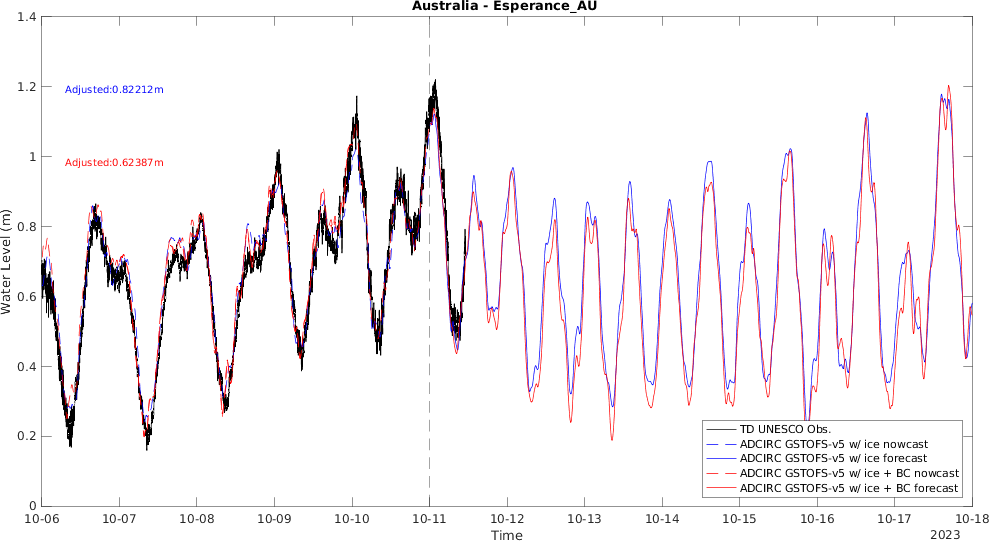 Australia - Esperance_AU
1.4
1.2
1
0.8
0.6
0.4
0.2
0
Water Level (m)
Adjusted:0.82212m
Adjusted:0.62387m
TD UNESCO Obs.
ADCIRC GSTOFS-v5 w/ ice nowcast
ADCIRC GSTOFS-v5 w/ ice forecast
ADCIRC GSTOFS-v5 w/ ice + BC nowcast
ADCIRC GSTOFS-v5 w/ ice + BC forecast
10-06 10-07 10-08 10-09 10-10 10-11 10-12 10-13 10-14 10-15 10-16 10-17 10-18
Time
2023